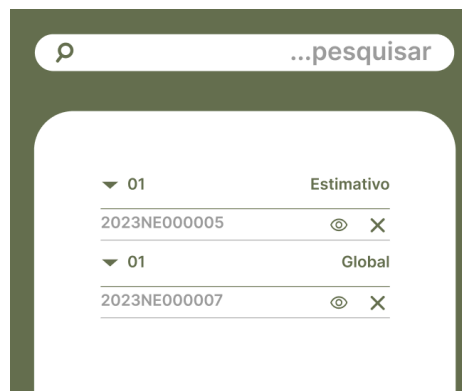 ...pesquisar
01 Estimativo
2023NE000005
01 Global
2023NE000007